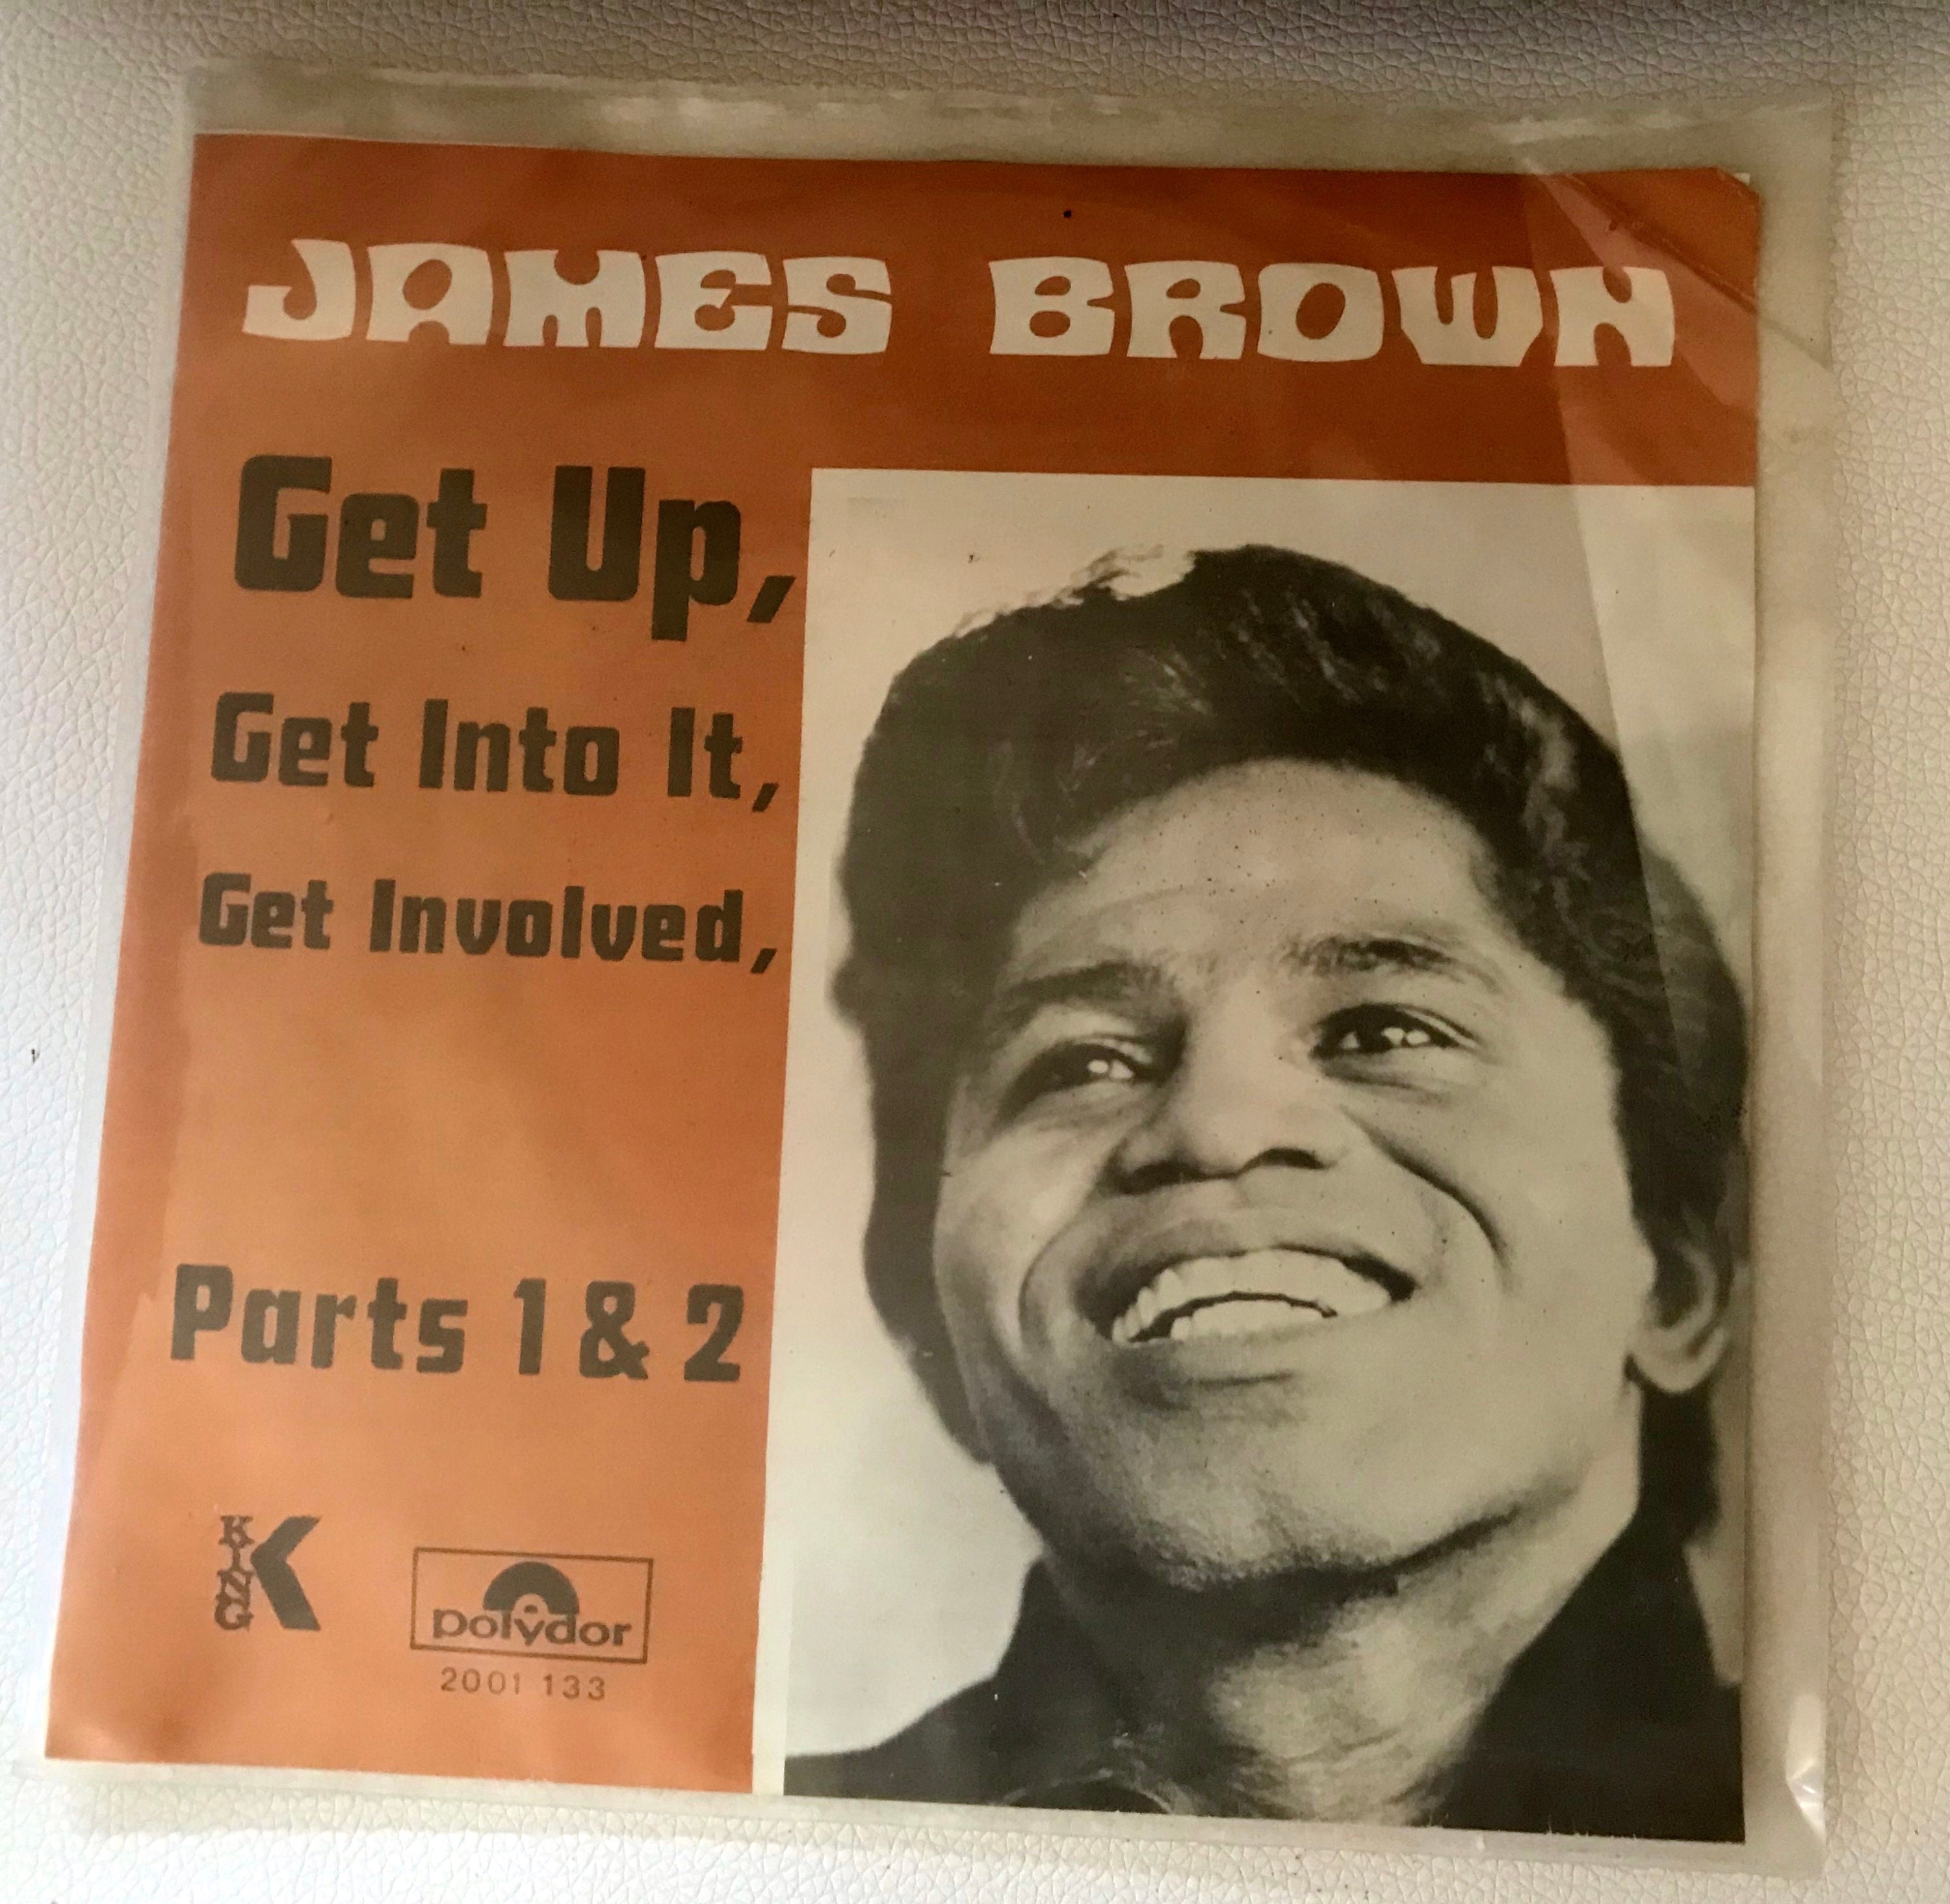 JAMES BROWN
Get Up,
Get Into It,
Get Involved,
Parts 1 & 2
KING
K
polydor
2001 133